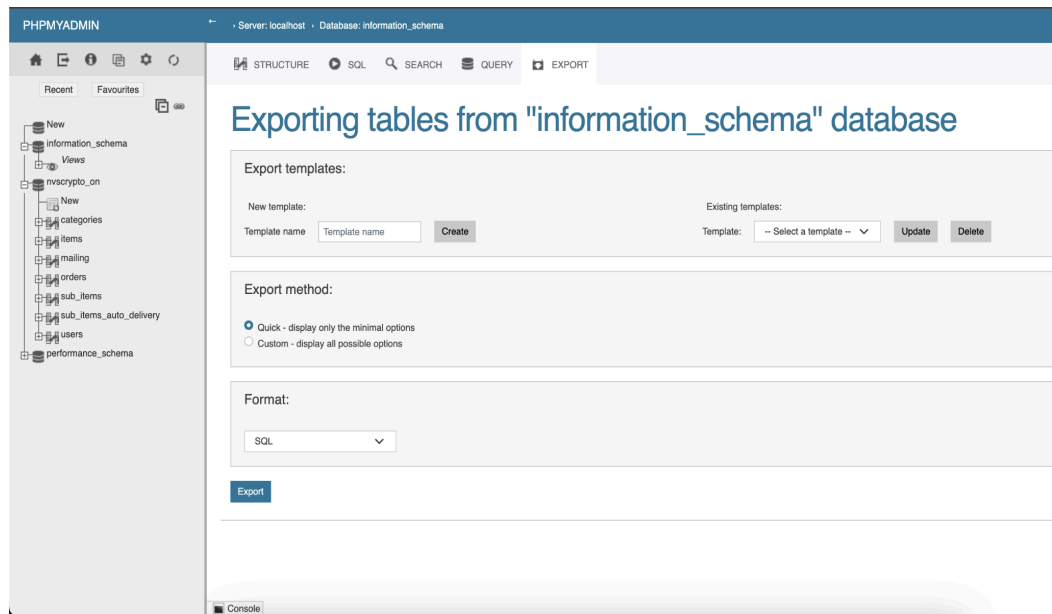 PHPMYADMIN
← › Server: localhost › Database: information_schema
STRUCTURE SQL SEARCH QUERY EXPORT
Recent Favourites
New
information_schema
Views
nvscrypto_on
New
categories
items
mailing
orders
sub_items
sub_items_auto_delivery
users
performance_schema
Exporting tables from "information_schema" database
Export templates:
New template:
Template name Template name Create
Existing templates:
Template: -- Select a template -- Update Delete
Export method:
Quick - display only the minimal options
Custom - display all possible options
Format:
SQL
Export
Console